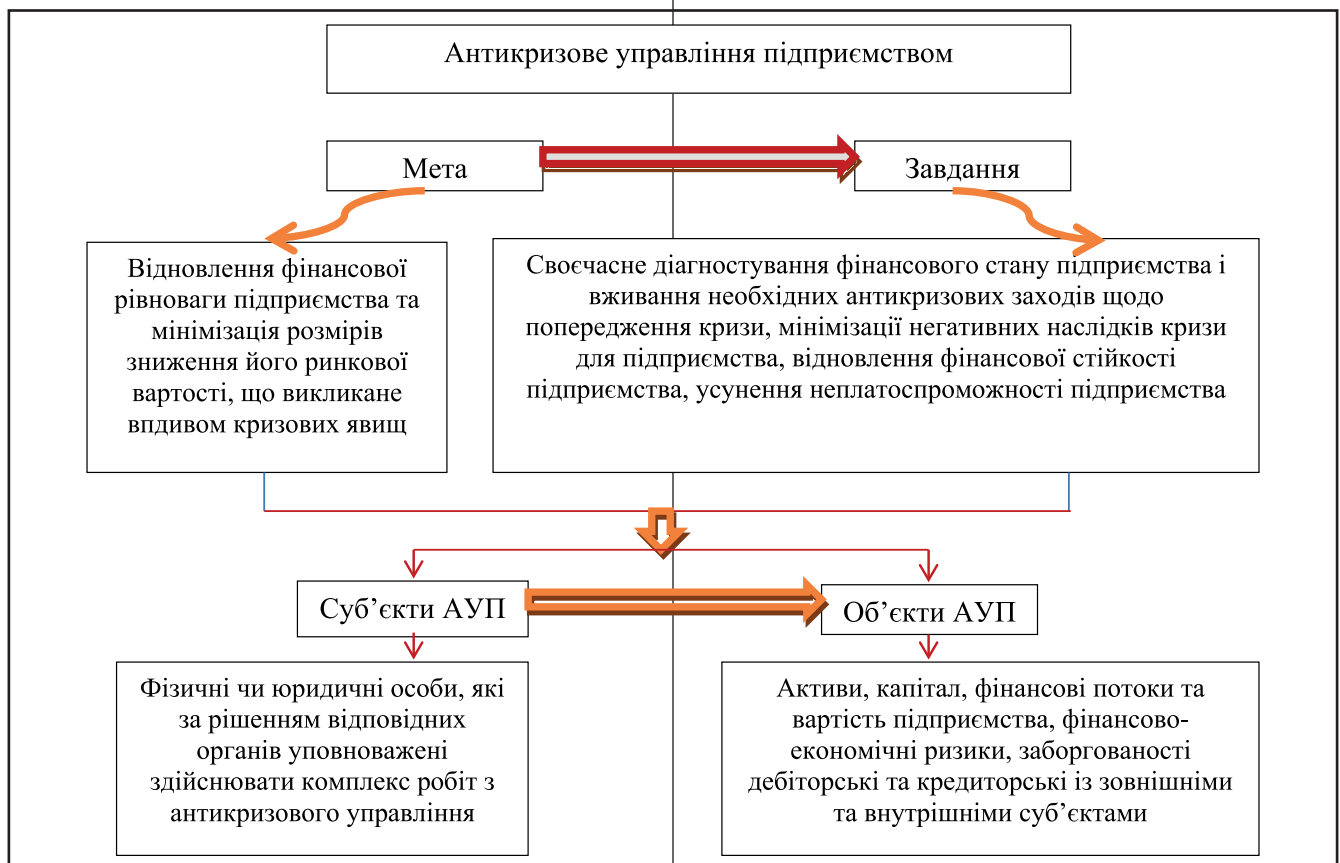 Антикризове управління підприємством
Мета
Завдання
Відновлення фінансової
рівноваги підприємства та
мінімізація розмірів
зниження його ринкової
вартості, що викликане
впдивом кризових явищ
Своєчасне діагностування фінансового стану підприємства і
вживання необхідних антикризових заходів щодо
попередження кризи, мінімізації негативних наслідків кризи
для підприємства, відновлення фінансової стійкості
підприємства, усунення неплатоспроможності підприємства
Суб’єкти АУП
Об’єкти АУП
Фізичні чи юридичні особи, які
за рішенням відповідних
органів уповноважені
здійснювати комплекс робіт з
антикризового управління
Активи, капітал, фінансові потоки та
вартість підприємства, фінансово-
економічні ризики, заборгованості
дебіторські та кредиторські із зовнішніми
та внутрішніми суб’єктами